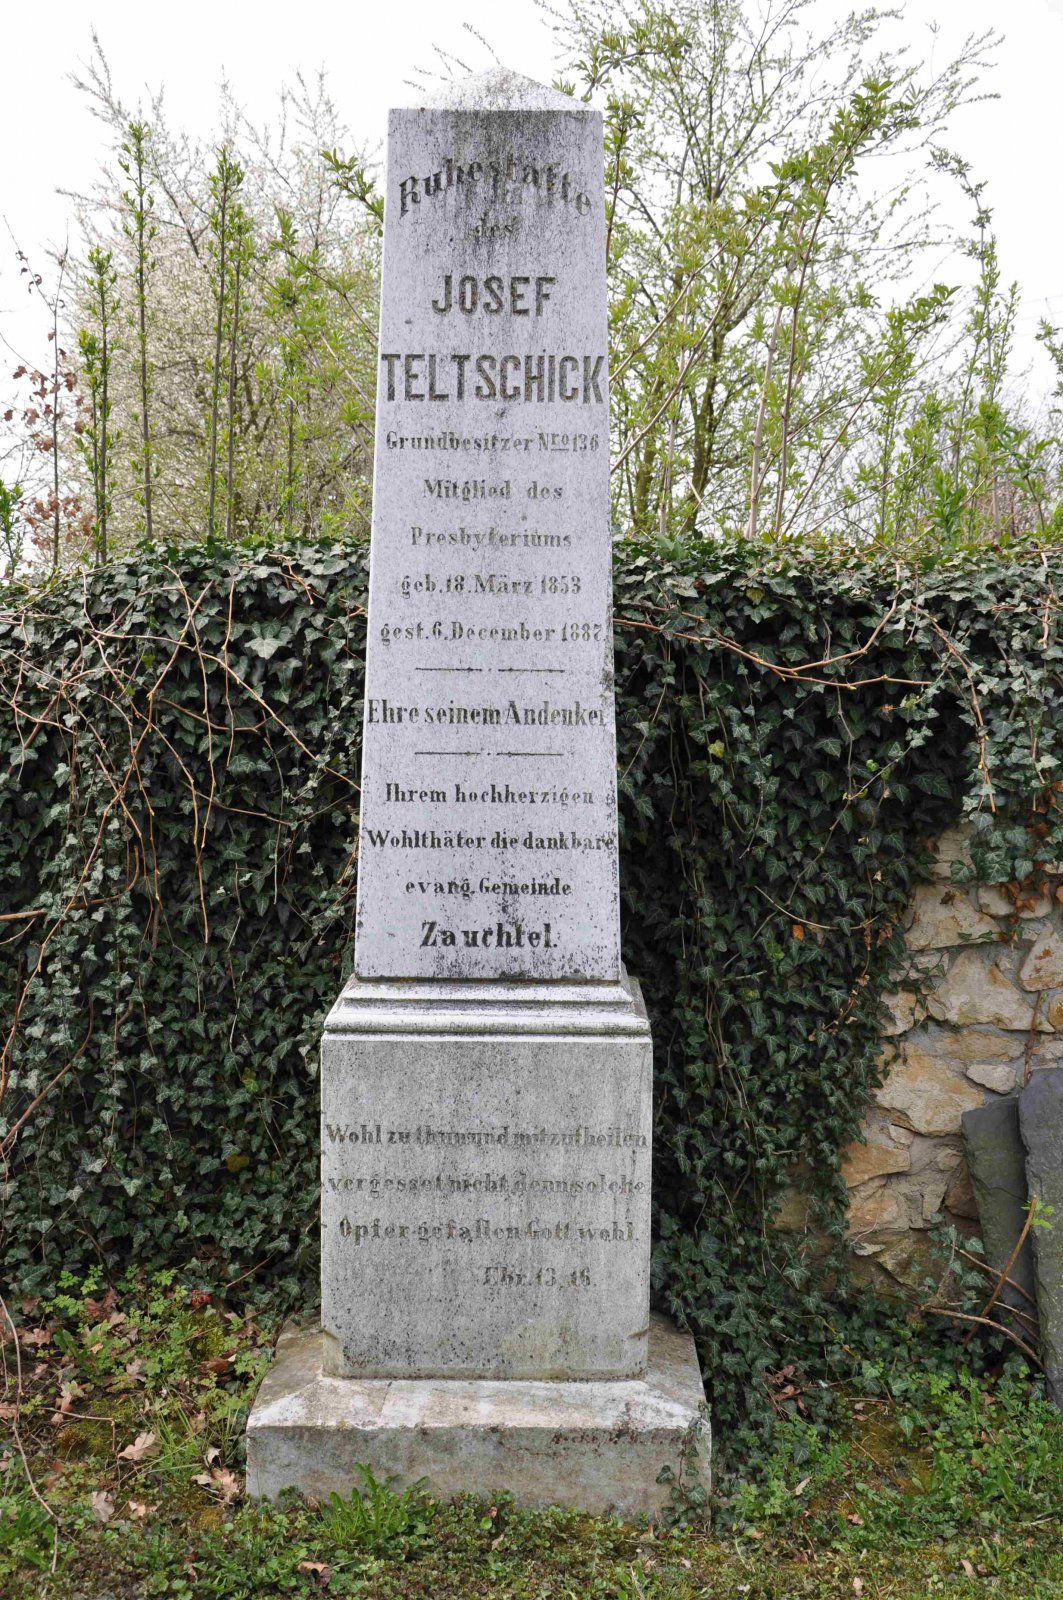 Ruhestätte
des
JOSEF
TELTSCHICK
Grundbesitzer Nro 136
Mitglied des
Presbyteriums
geb. 18. März 1853
gest. 6. December 1887.
Ehre seinem Andenken
Ihrem hochherzigen
Wohlthäter die dankbare
evang. Gemeinde
Zauchtel.
Wohl zu thun und mitzutheilen
vergesset nicht denn solche
Opfer gefallen Gott wohl.
Ebr. 13, 16.